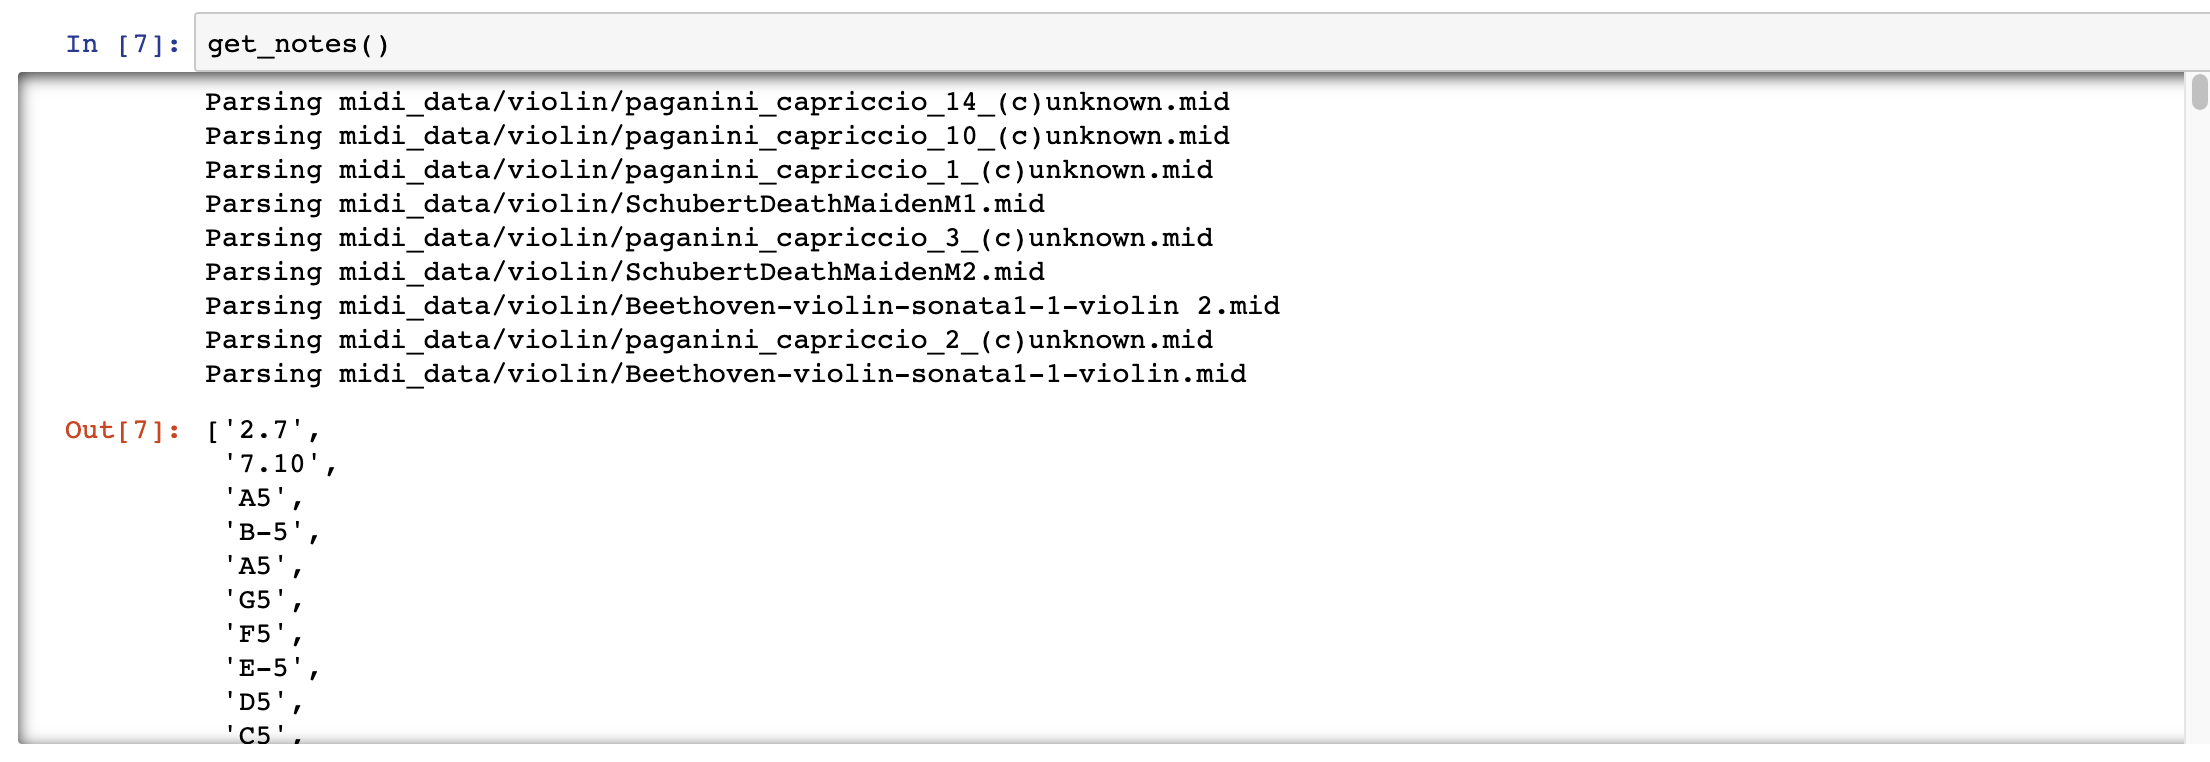 In [7]: get_notes()
Parsing midi_data/violin/paganini_capriccio_14_(c)unknown.mid
Parsing midi_data/violin/paganini_capriccio_10_(c)unknown.mid
Parsing midi_data/violin/paganini_capriccio_1_(c)unknown.mid
Parsing midi_data/violin/SchubertDeathMaidenM1.mid
Parsing midi_data/violin/paganini_capriccio_3_(c)unknown.mid
Parsing midi_data/violin/SchubertDeathMaidenM2.mid
Parsing midi_data/violin/Beethoven-violin-sonata1-1-violin 2.mid
Parsing midi_data/violin/paganini_capriccio_2_(c)unknown.mid
Parsing midi_data/violin/Beethoven-violin-sonata1-1-violin.mid
Out[7]: ['2.7',
'7.10',
'A5',
'B-5',
'A5',
'G5',
'F5',
'E-5',
'D5',
'C5',